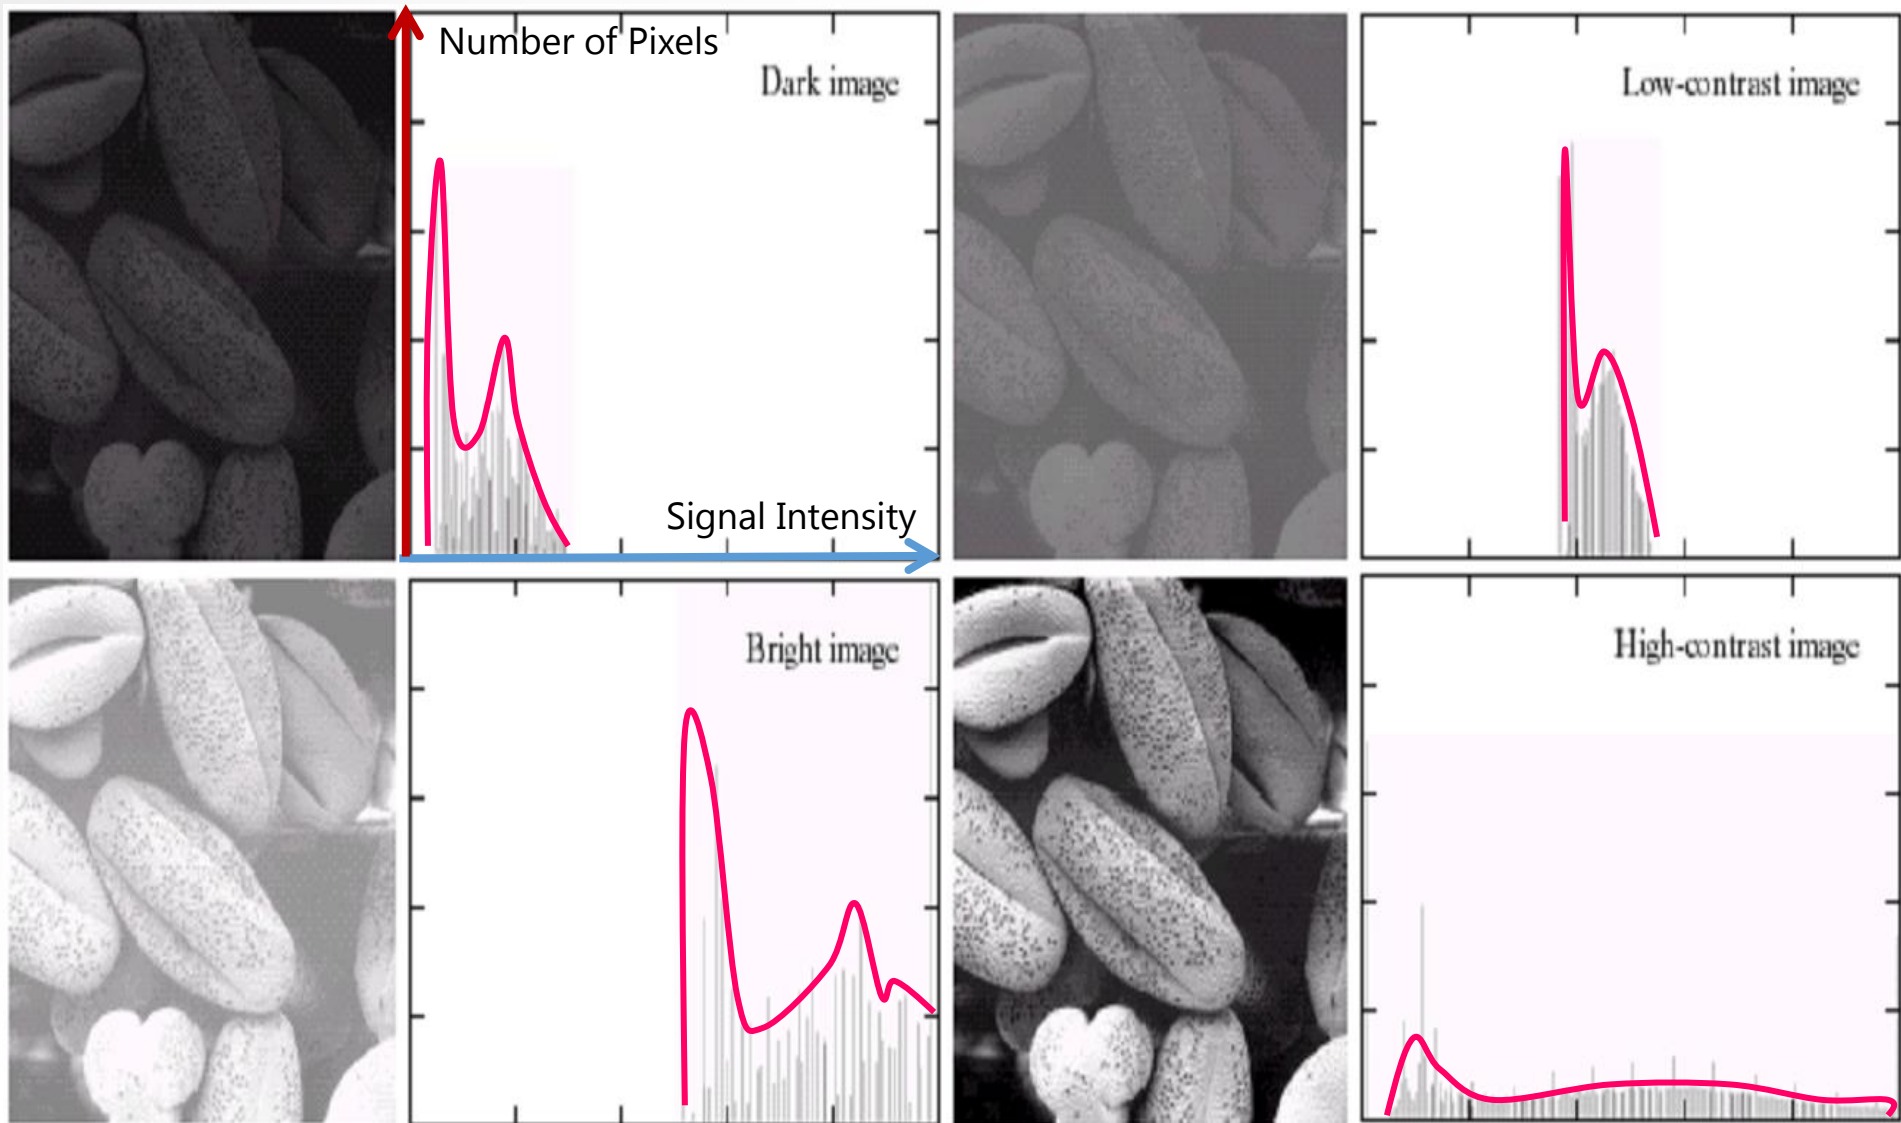 Number of Pixels
Dark image
Signal Intensity
Low-contrast image
Bright image
High-contrast image